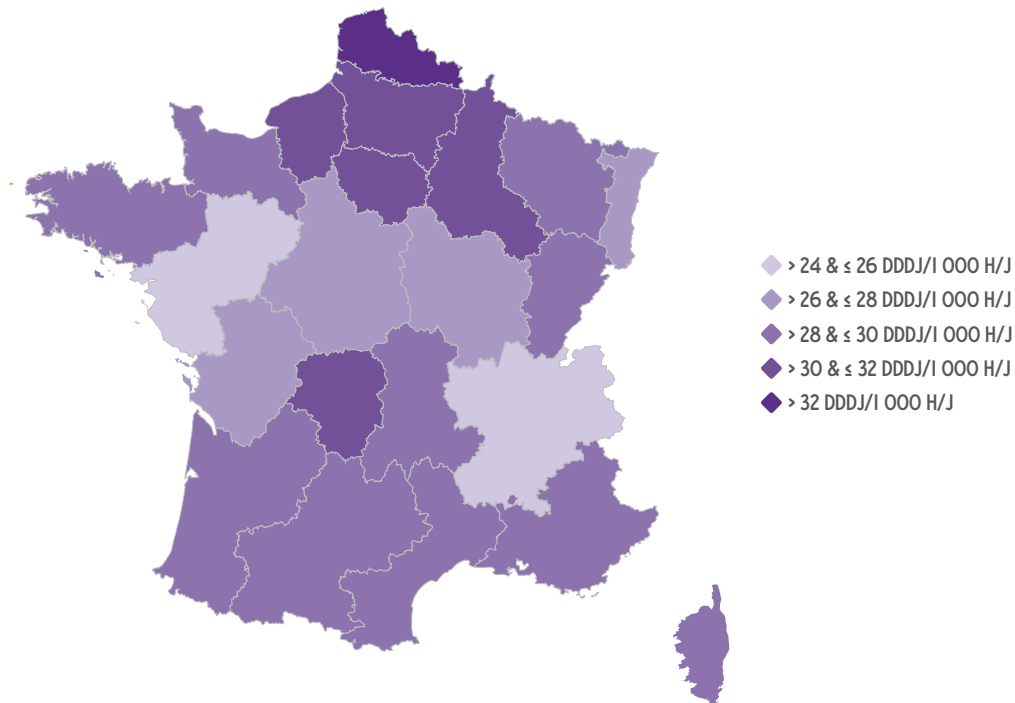 > 24 & ≤ 26 DDDJ/1 000 H/J
> 26 & ≤ 28 DDDJ/1 000 H/J
> 28 & ≤ 30 DDDJ/1 000 H/J
> 30 & ≤ 32 DDDJ/1 000 H/J
> 32 DDDJ/1 000 H/J